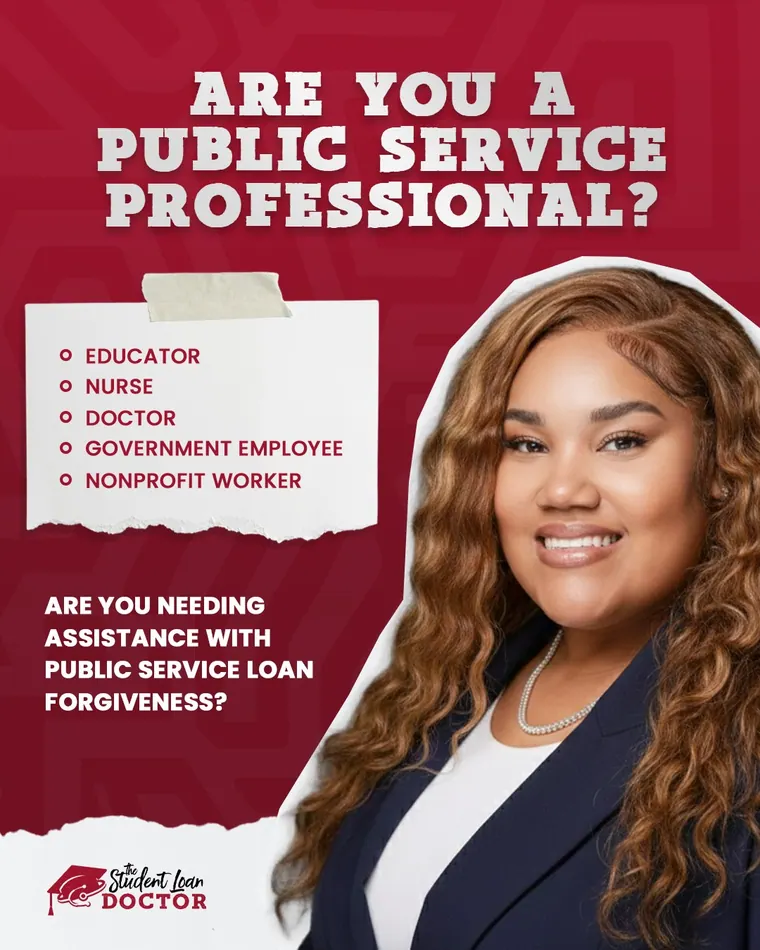 ARE YOU A
PUBLIC SERVICE
PROFESSIONAL?
EDUCATOR
NURSE
DOCTOR
GOVERNMENT EMPLOYEE
NONPROFIT WORKER
ARE YOU NEEDING
ASSISTANCE WITH
PUBLIC SERVICE LOAN
FORGIVENESS?
the
Student Loan
DOCTOR